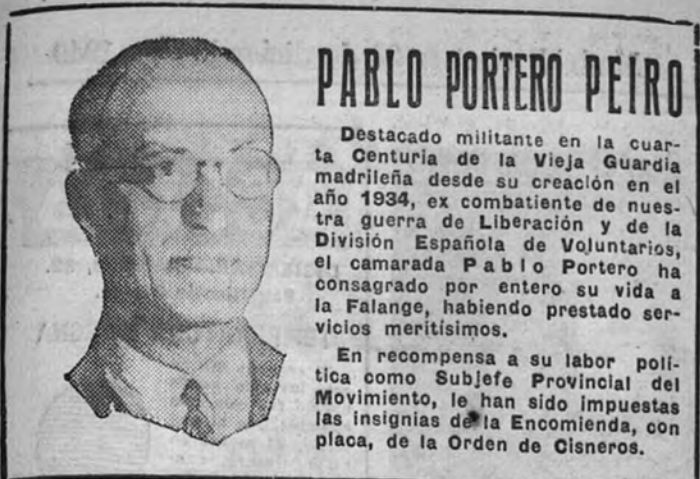 PABLO PORTERO PEIRO
Destacado militante en la cuar-
ta Centuria de la Vieja Guardia
madrileña desde su creación en el
año 1934, ex combatiente de nues-
tra guerra de Liberación y de la
División Española de Voluntarios,
el camarada Pablo Portero ha
consagrado por entero su vida a
la Falange, habiendo prestado ser-
vicios meritísimos.
En recompensa a su labor polí-
tica como Subjefe Provincial del
Movimiento, le han sido impuestas
las insignias de la Encomienda, con
placa, de la Orden de Cisneros.